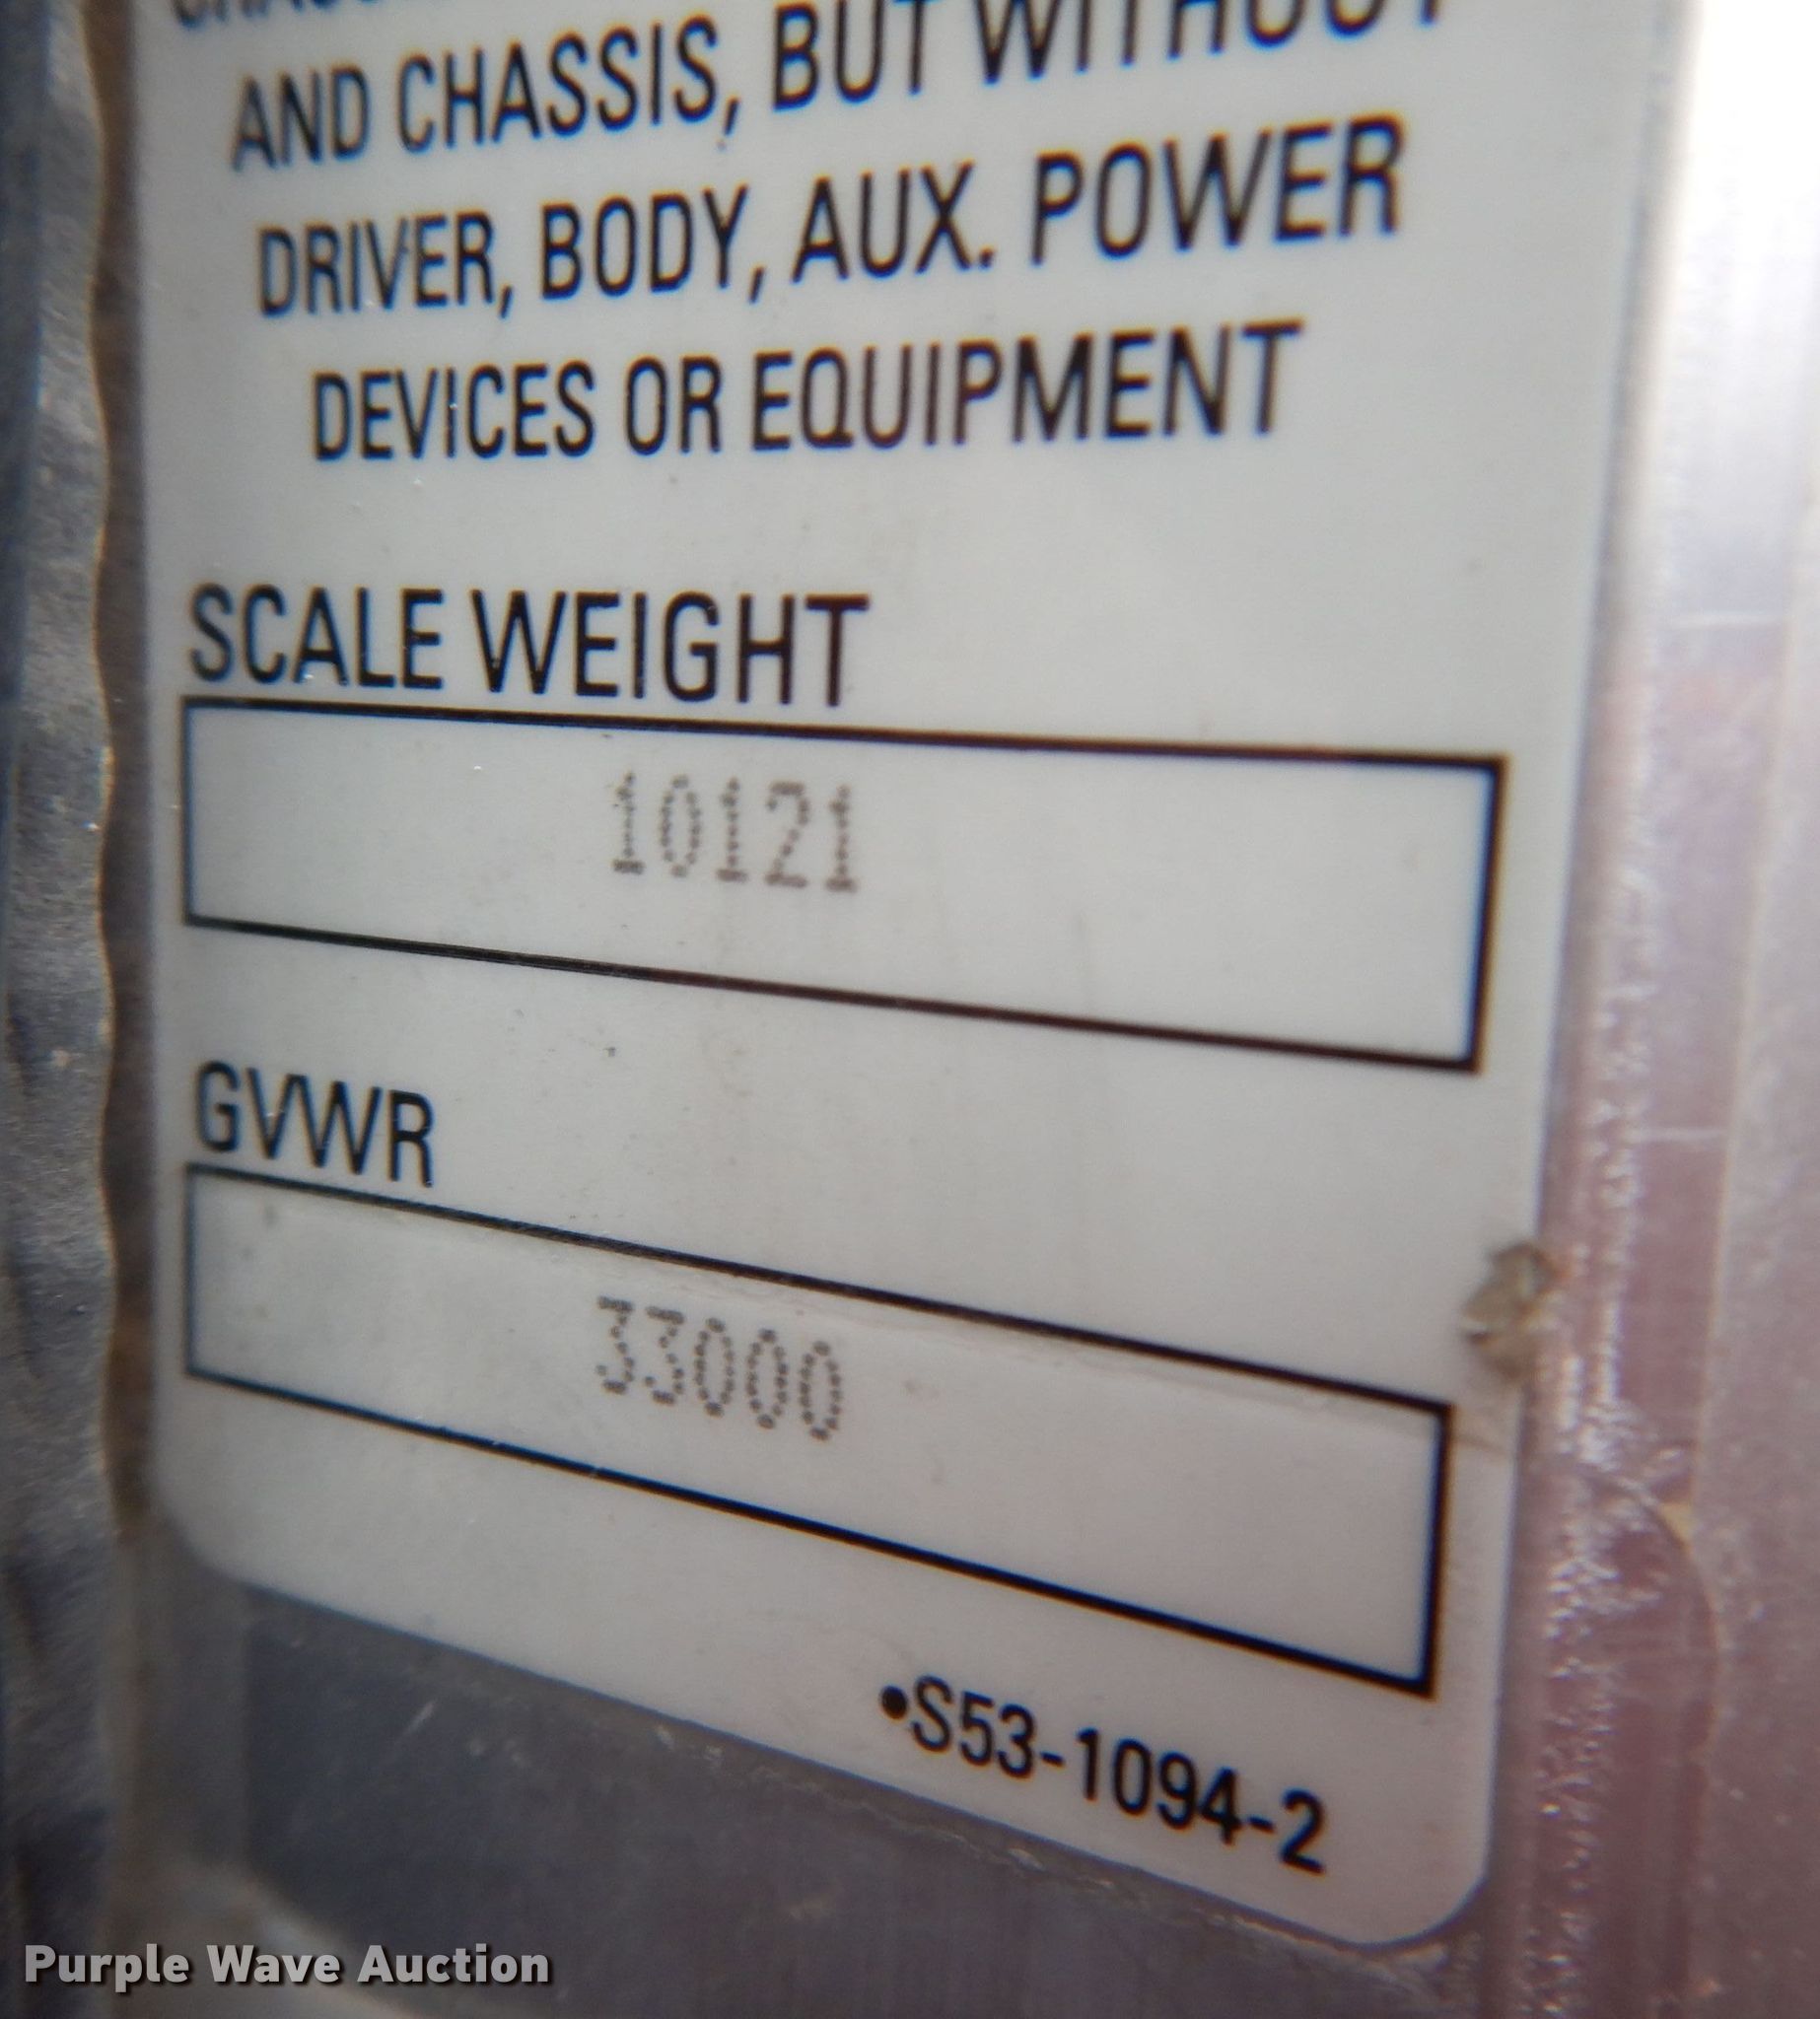 AND CHASSIS, BUT WITHOUT
DRIVER, BODY, AUX. POWER
DEVICES OR EQUIPMENT
SCALE WEIGHT
10121
GVWR
33000
•S53-1094-2
Purple Wave Auction